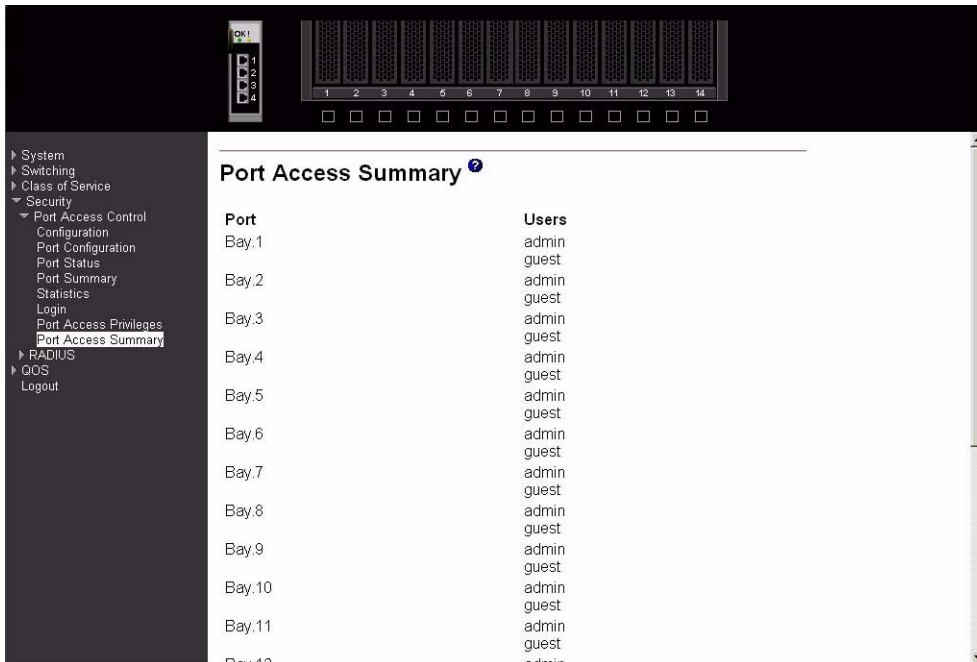 OK!
1
2
3
4
1 2 3 4 5 6 7 8 9 10 11 12 13 14
System
Switching
Class of Service
Security
Port Access Control
Configuration
Port Configuration
Port Status
Port Summary
Statistics
Login
Port Access Privileges
Port Access Summary
RADIUS
QOS
Logout
Port Access Summary ?
Port Users
Bay.1 admin
guest
Bay.2 admin
guest
Bay.3 admin
guest
Bay.4 admin
guest
Bay.5 admin
guest
Bay.6 admin
guest
Bay.7 admin
guest
Bay.8 admin
guest
Bay.9 admin
guest
Bay.10 admin
guest
Bay.11 admin
guest
Bay.12 admin